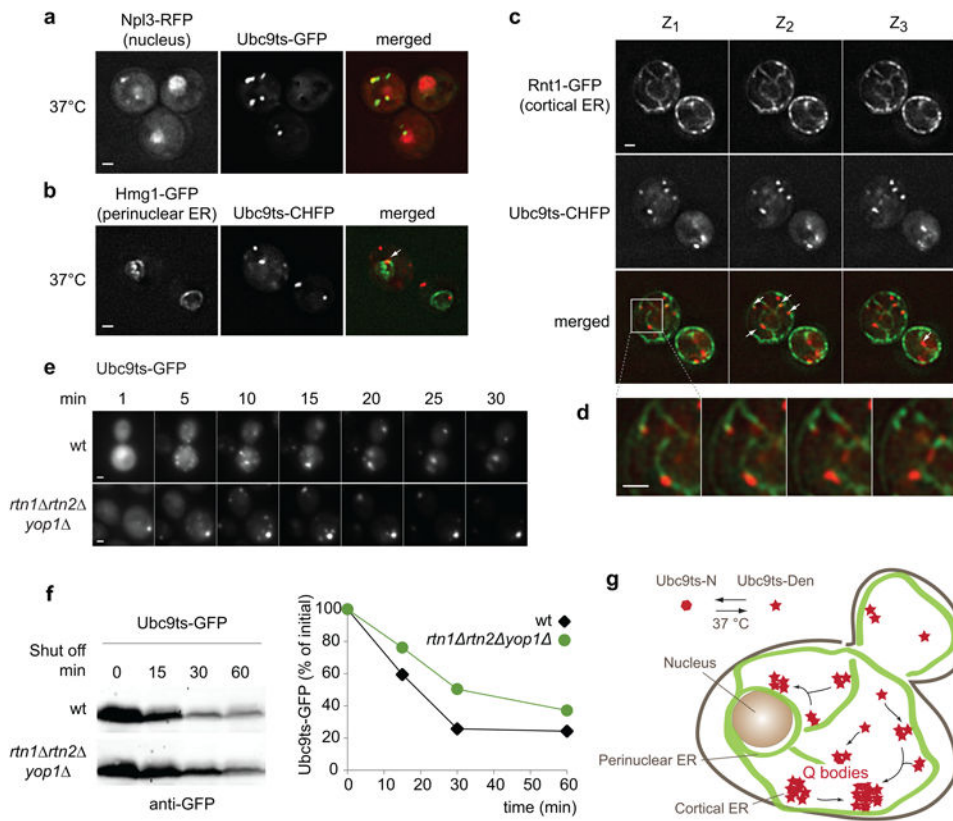 a
Npl3-RFP
(nucleus)
Ubc9ts-GFP
merged
37°C
b
Hmg1-GFP
(perinuclear ER)
Ubc9ts-CHFP
merged
37°C
c
Z1
Z2
Z3
Rnt1-GFP
(cortical ER)
Ubc9ts-CHFP
merged
d
e
Ubc9ts-GFP
min
1
5
10
15
20
25
30
wt
rtn1Δrtn2Δ
yop1Δ
f
Ubc9ts-GFP
Shut off
min
0
15
30
60
wt
rtn1Δrtn2Δ
yop1Δ
anti-GFP
Ubc9ts-GFP (% of initial)
100
80
60
40
20
0
0
10
20
30
40
50
60
time (min)
wt
rtn1Δrtn2Δyop1Δ
g
Ubc9ts-N
Ubc9ts-Den
37 °C
Nucleus
Perinuclear ER
Q bodies
Cortical ER